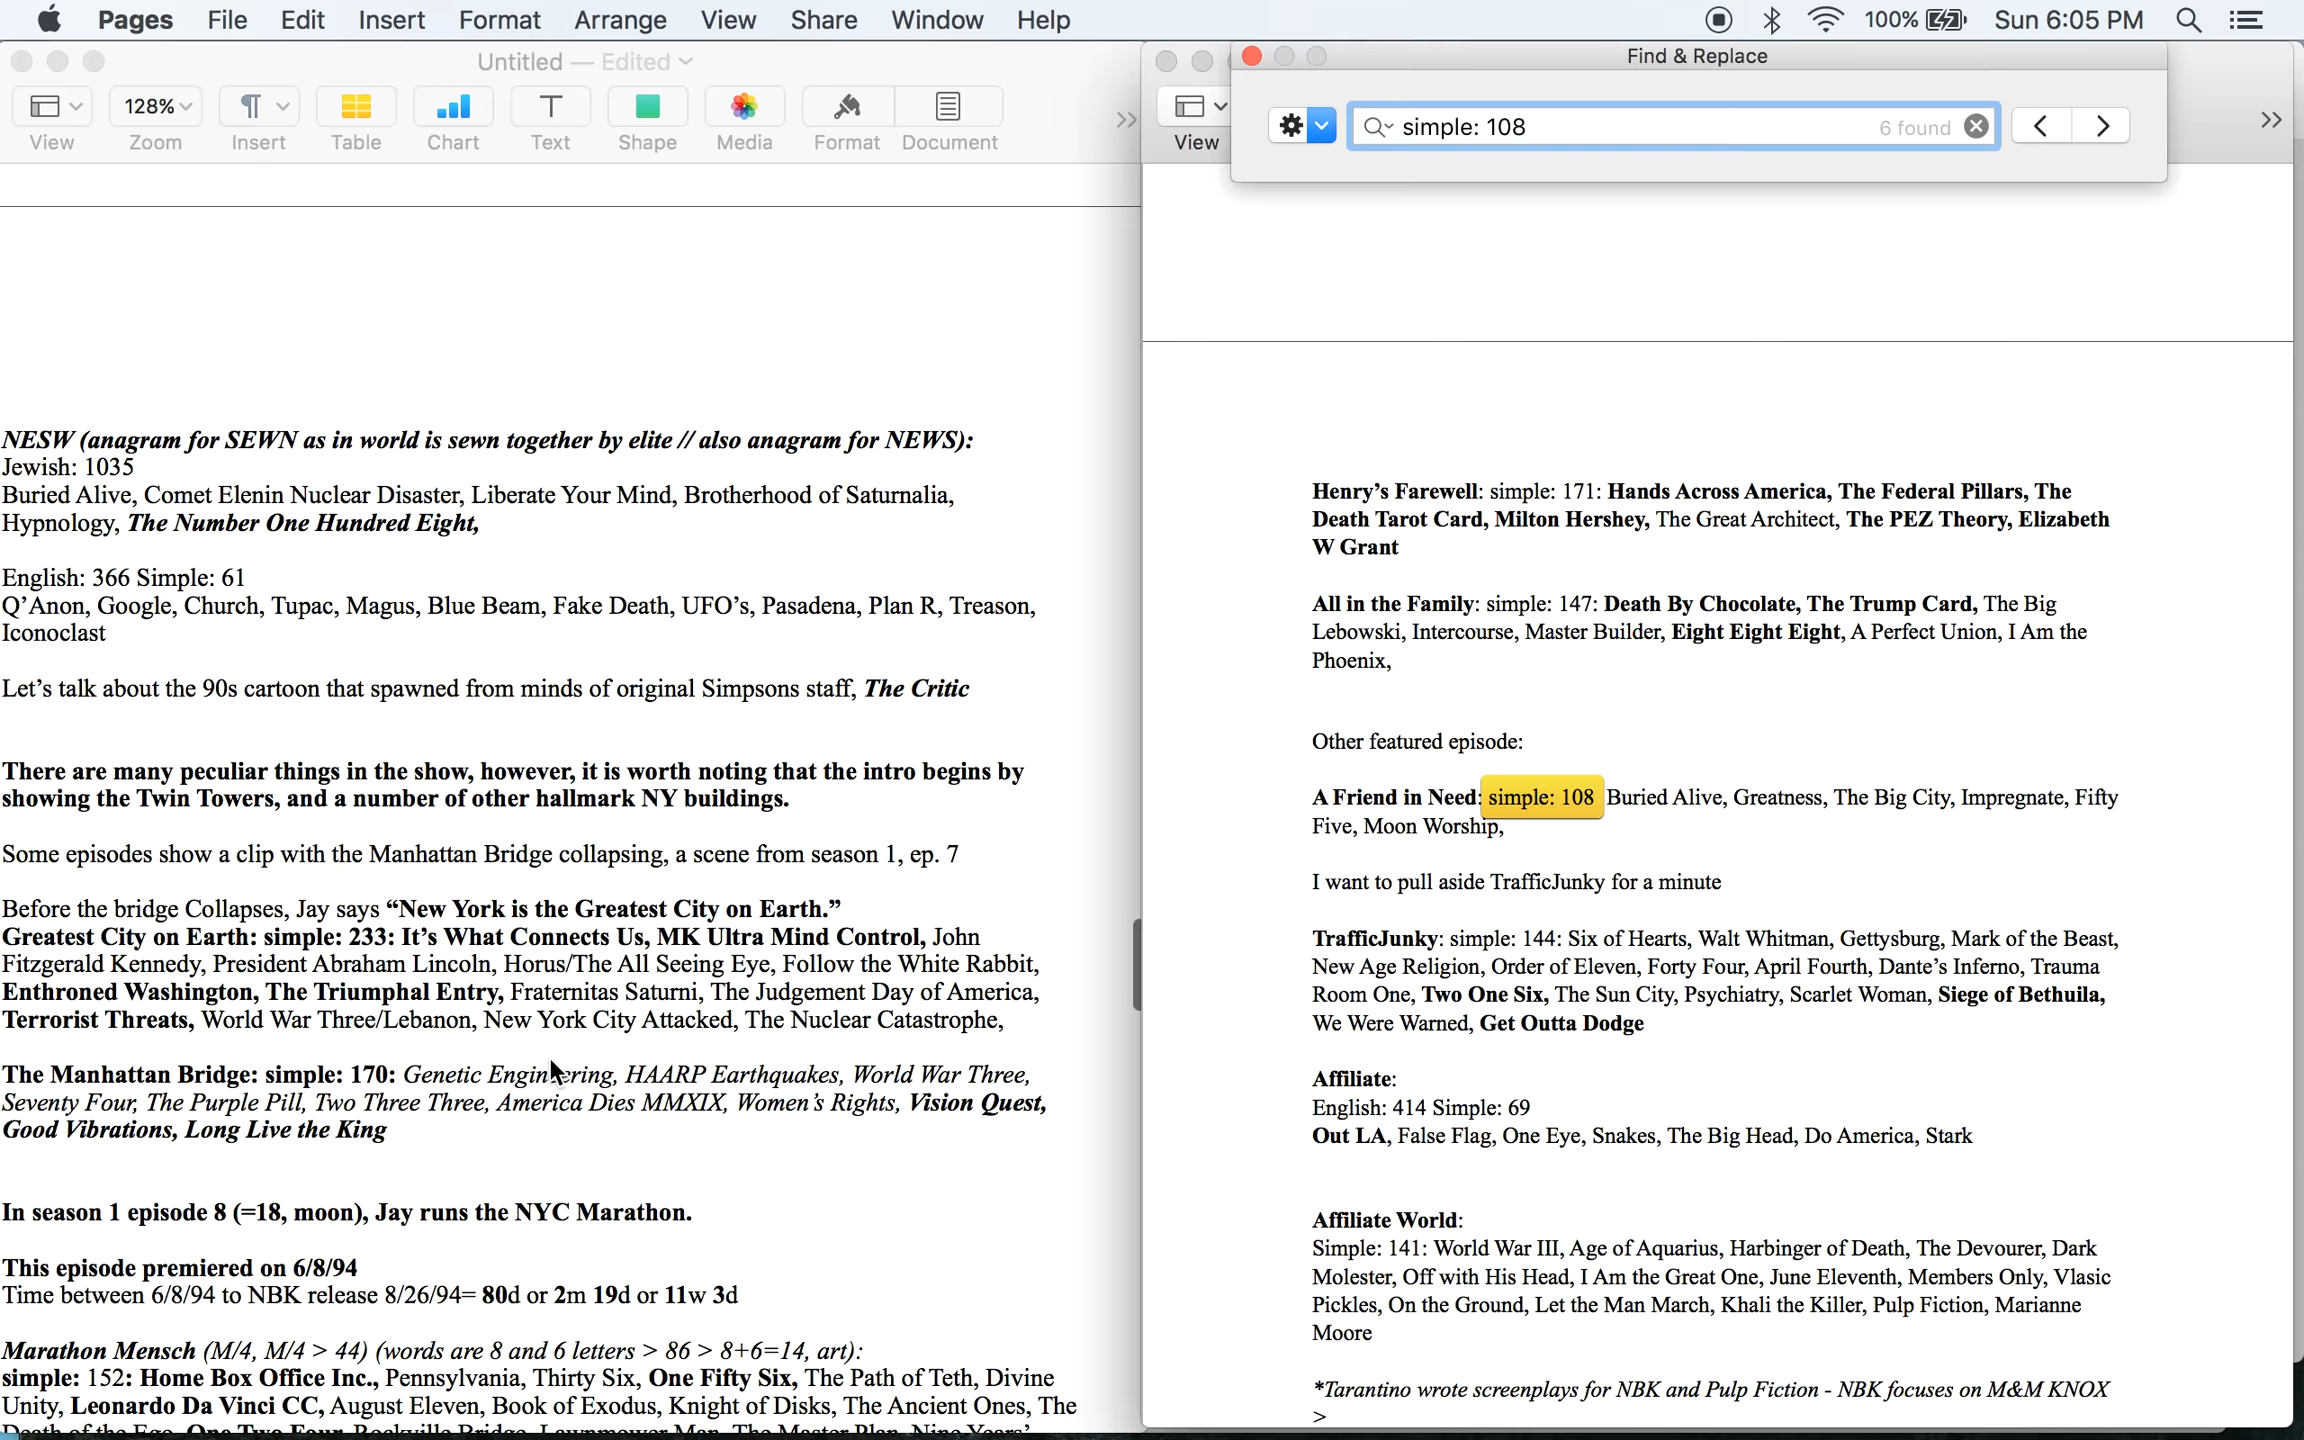 Pages File Edit Insert Format Arrange View Share Window Help 100% Sun 6:05 PM
Untitled — Edited
128%
View Zoom Insert Table Chart Text Shape Media Format Document
NESW (anagram for SEWN as in world is sewn together by elite // also anagram for NEWS):
Jewish: 1035
Buried Alive, Comet Elenin Nuclear Disaster, Liberate Your Mind, Brotherhood of Saturnalia,
Hypnology, The Number One Hundred Eight,
English: 366 Simple: 61
Q’Anon, Google, Church, Tupac, Magus, Blue Beam, Fake Death, UFO’s, Pasadena, Plan R, Treason,
Iconoclast
Let’s talk about the 90s cartoon that spawned from minds of original Simpsons staff, The Critic
There are many peculiar things in the show, however, it is worth noting that the intro begins by
showing the Twin Towers, and a number of other hallmark NY buildings.
Some episodes show a clip with the Manhattan Bridge collapsing, a scene from season 1, ep. 7
Before the bridge Collapses, Jay says “New York is the Greatest City on Earth.”
Greatest City on Earth: simple: 233: It’s What Connects Us, MK Ultra Mind Control, John
Fitzgerald Kennedy, President Abraham Lincoln, Horus/The All Seeing Eye, Follow the White Rabbit,
Enthroned Washington, The Triumphal Entry, Fraternitas Saturni, The Judgement Day of America,
Terrorist Threats, World War Three/Lebanon, New York City Attacked, The Nuclear Catastrophe,
The Manhattan Bridge: simple: 170: Genetic Engineering, HAARP Earthquakes, World War Three,
Seventy Four, The Purple Pill, Two Three Three, America Dies MMXIX, Women’s Rights, Vision Quest,
Good Vibrations, Long Live the King
In season 1 episode 8 (=18, moon), Jay runs the NYC Marathon.
This episode premiered on 6/8/94
Time between 6/8/94 to NBK release 8/26/94= 80d or 2m 19d or 11w 3d
Marathon Mensch (M/4, M/4 > 44) (words are 8 and 6 letters > 86 > 8+6=14, art):
simple: 152: Home Box Office Inc., Pennsylvania, Thirty Six, One Fifty Six, The Path of Teth, Divine
Unity, Leonardo Da Vinci CC, August Eleven, Book of Exodus, Knight of Disks, The Ancient Ones, The
Death of the Ego, One Two Four, Rockville Bridge, Lawnmower Man, The Master Plan, Nine Years’
Find & Replace
simple: 108 6 found
View
Henry’s Farewell: simple: 171: Hands Across America, The Federal Pillars, The
Death Tarot Card, Milton Hershey, The Great Architect, The PEZ Theory, Elizabeth
W Grant
All in the Family: simple: 147: Death By Chocolate, The Trump Card, The Big
Lebowski, Intercourse, Master Builder, Eight Eight Eight, A Perfect Union, I Am the
Phoenix,
Other featured episode:
A Friend in Need: simple: 108 Buried Alive, Greatness, The Big City, Impregnate, Fifty
Five, Moon Worship,
I want to pull aside TrafficJunky for a minute
TrafficJunky: simple: 144: Six of Hearts, Walt Whitman, Gettysburg, Mark of the Beast,
New Age Religion, Order of Eleven, Forty Four, April Fourth, Dante’s Inferno, Trauma
Room One, Two One Six, The Sun City, Psychiatry, Scarlet Woman, Siege of Bethuila,
We Were Warned, Get Outta Dodge
Affiliate:
English: 414 Simple: 69
Out LA, False Flag, One Eye, Snakes, The Big Head, Do America, Stark
Affiliate World:
Simple: 141: World War III, Age of Aquarius, Harbinger of Death, The Devourer, Dark
Molester, Off with His Head, I Am the Great One, June Eleventh, Members Only, Vlasic
Pickles, On the Ground, Let the Man March, Khali the Killer, Pulp Fiction, Marianne
Moore
*Tarantino wrote screenplays for NBK and Pulp Fiction - NBK focuses on M&M KNOX
>